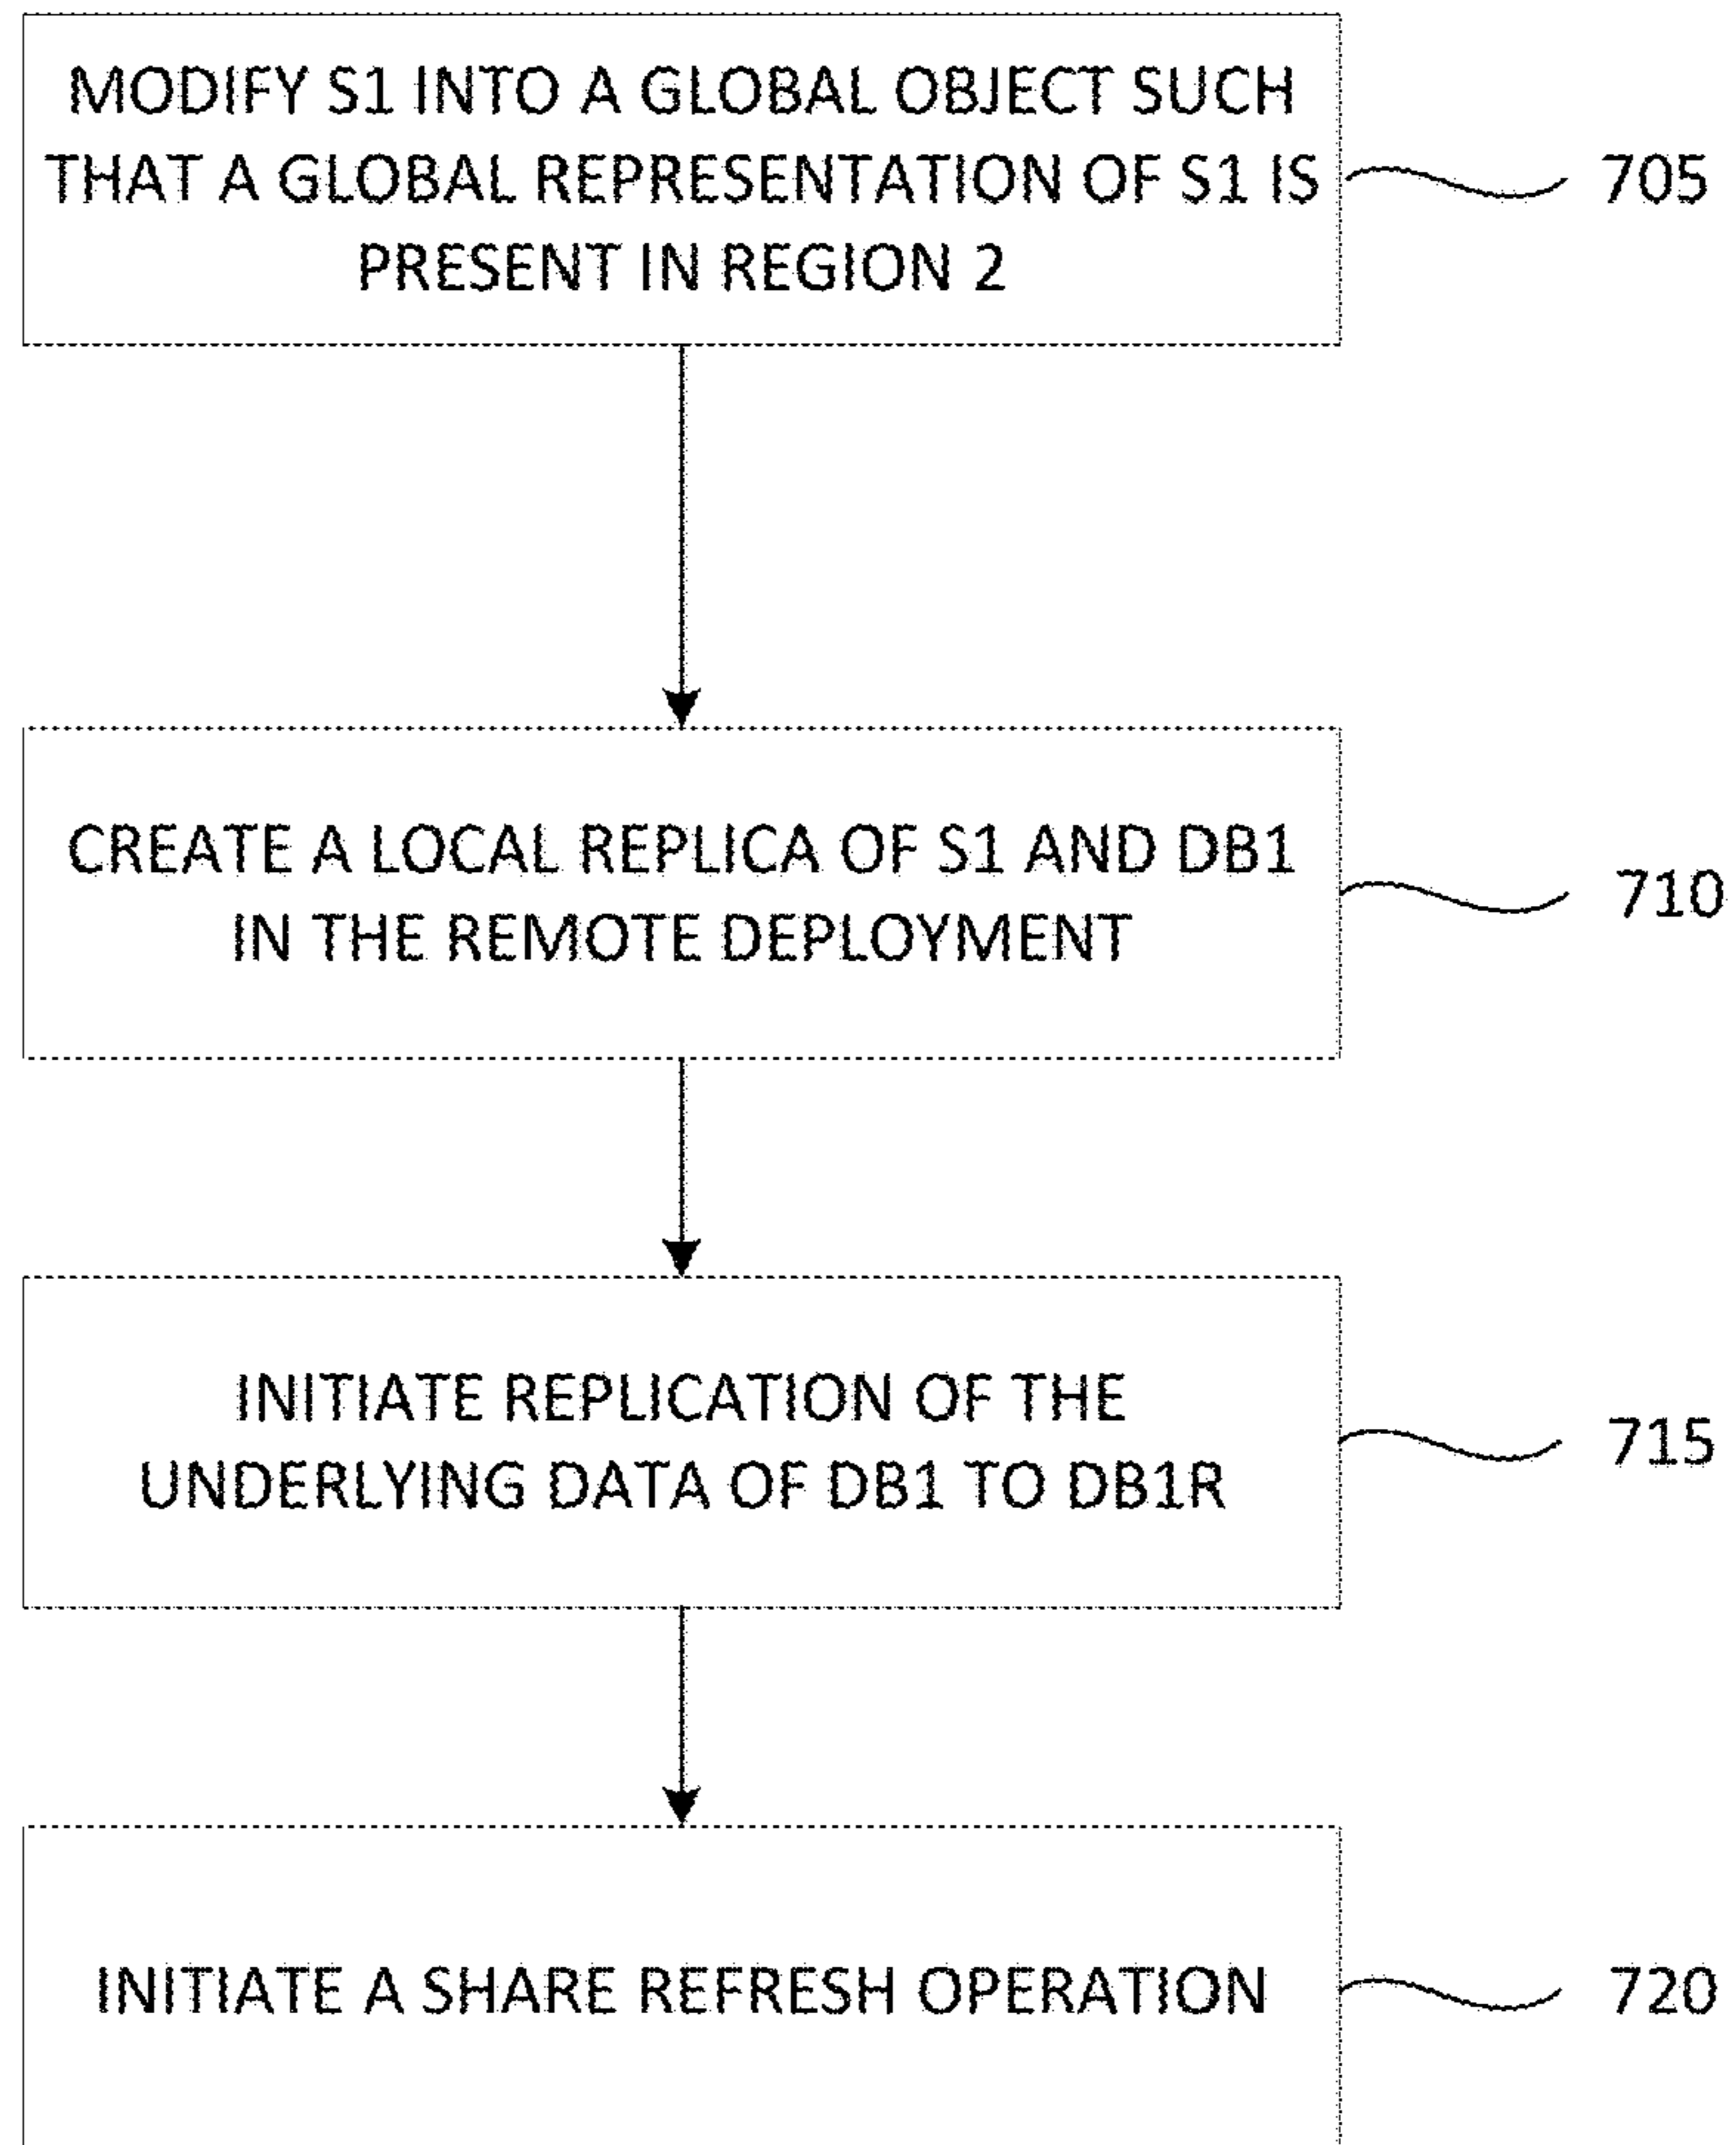 MODIFY S1 INTO A GLOBAL OBJECT SUCH
THAT A GLOBAL REPRESENTATION OF S1 IS
PRESENT IN REGION 2
705
CREATE A LOCAL REPLICA OF S1 AND DB1
IN THE REMOTE DEPLOYMENT
710
INITIATE REPLICATION OF THE
UNDERLYING DATA OF DB1 TO DB1R
715
INITIATE A SHARE REFRESH OPERATION
720